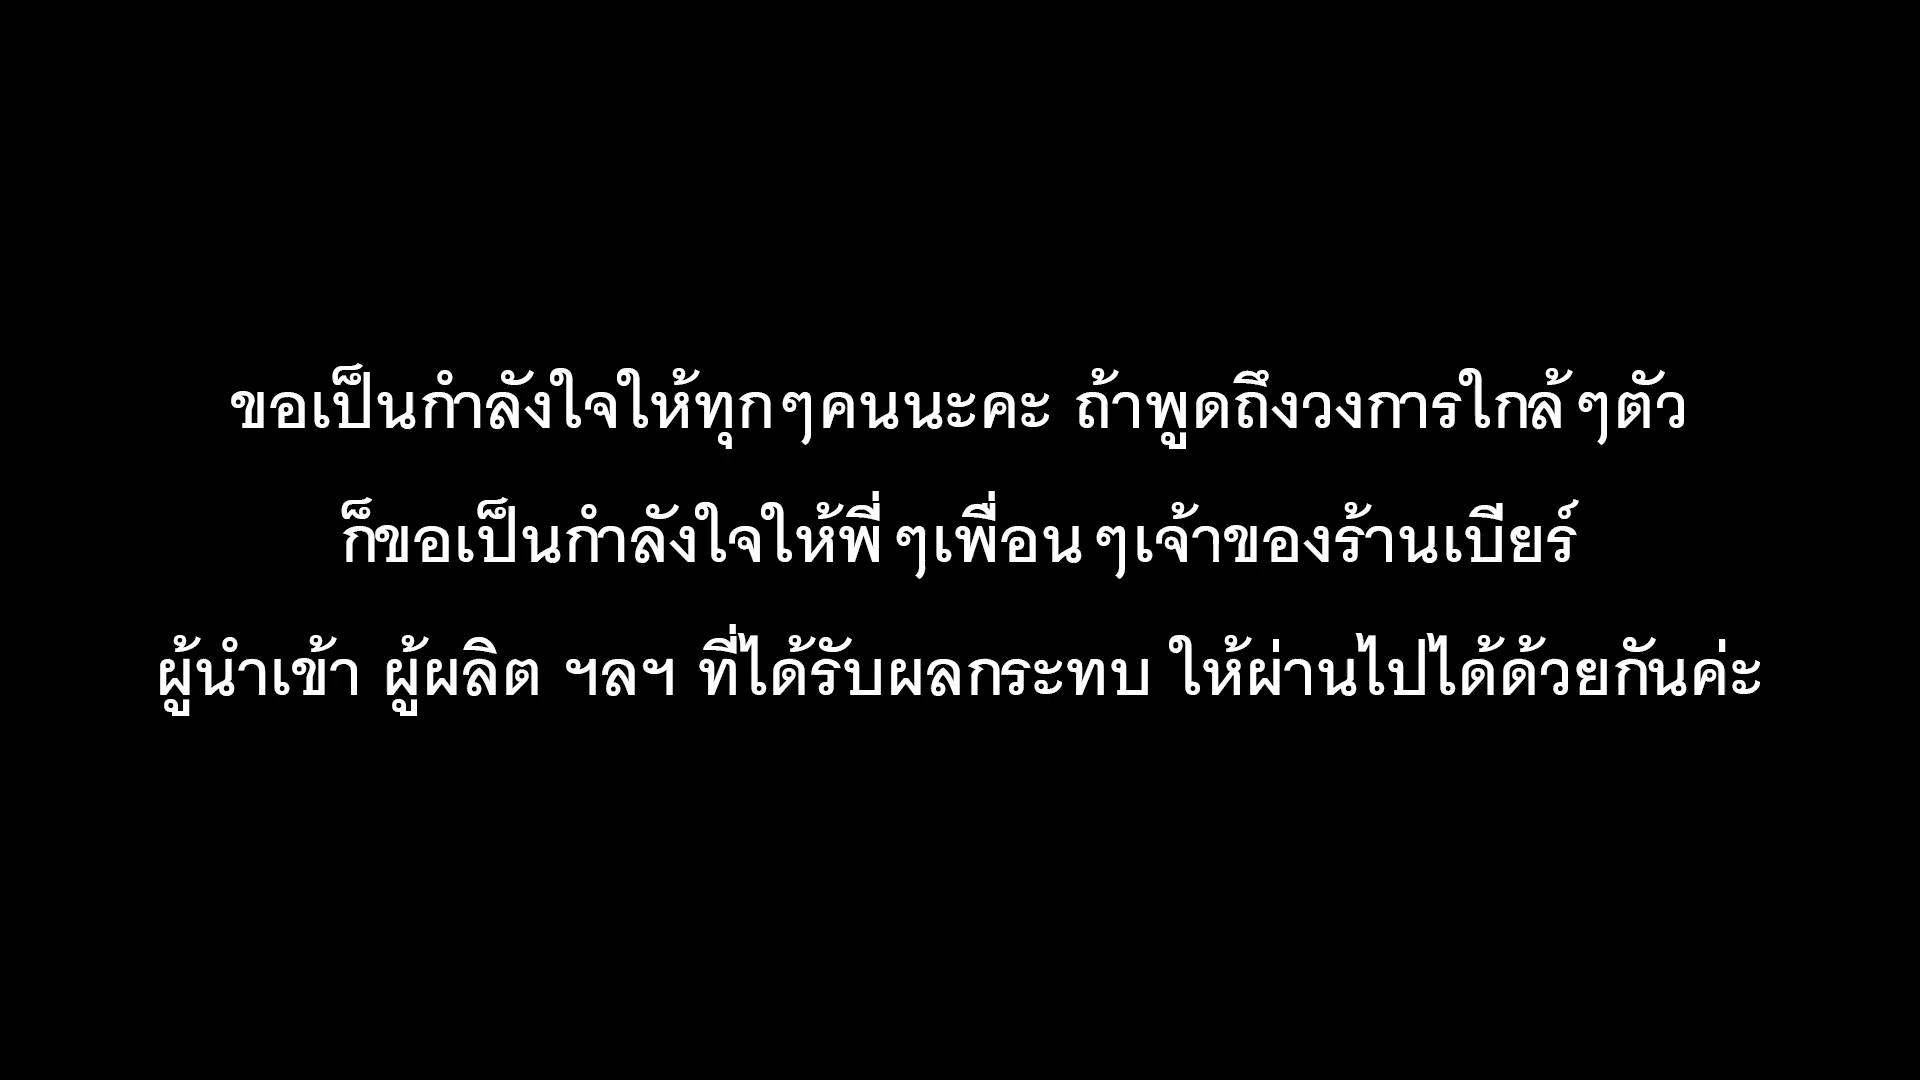 ขอเป็นกำลังใจให้ทุกๆคนนะคะ ถ้าพูดถึงวงการใกล้ๆตัว
ก็ขอเป็นกำลังใจให้พี่ๆเพื่อนๆเจ้าของร้านเบียร์
ผู้นำเข้า ผู้ผลิต ฯลฯ ที่ได้รับผลกระทบ ให้ผ่านไปได้ด้วยกันค่ะ